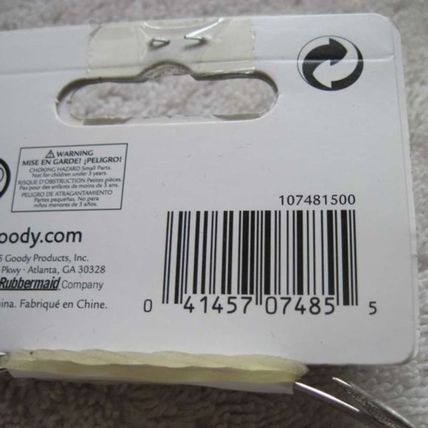 WARNING
MISE EN GARDE! ¡PELIGRO!
CHOKING HAZARD Small Parts.
Not for children under 3 years.
RISQUE D'OBSTRUCTION Petites pièces.
Pas pour des enfants de moins de 3 ans.
PELIGRO DE ATRAGANTAMIENTO
Partes pequeñas. No para
niños menores de 3 años.
oody.com
5 Goody Products, Inc.
Pkwy · Atlanta, GA 30328
Rubbermaid Company
ina. Fabriqué en Chine.
107481500
0 41457 07485 5